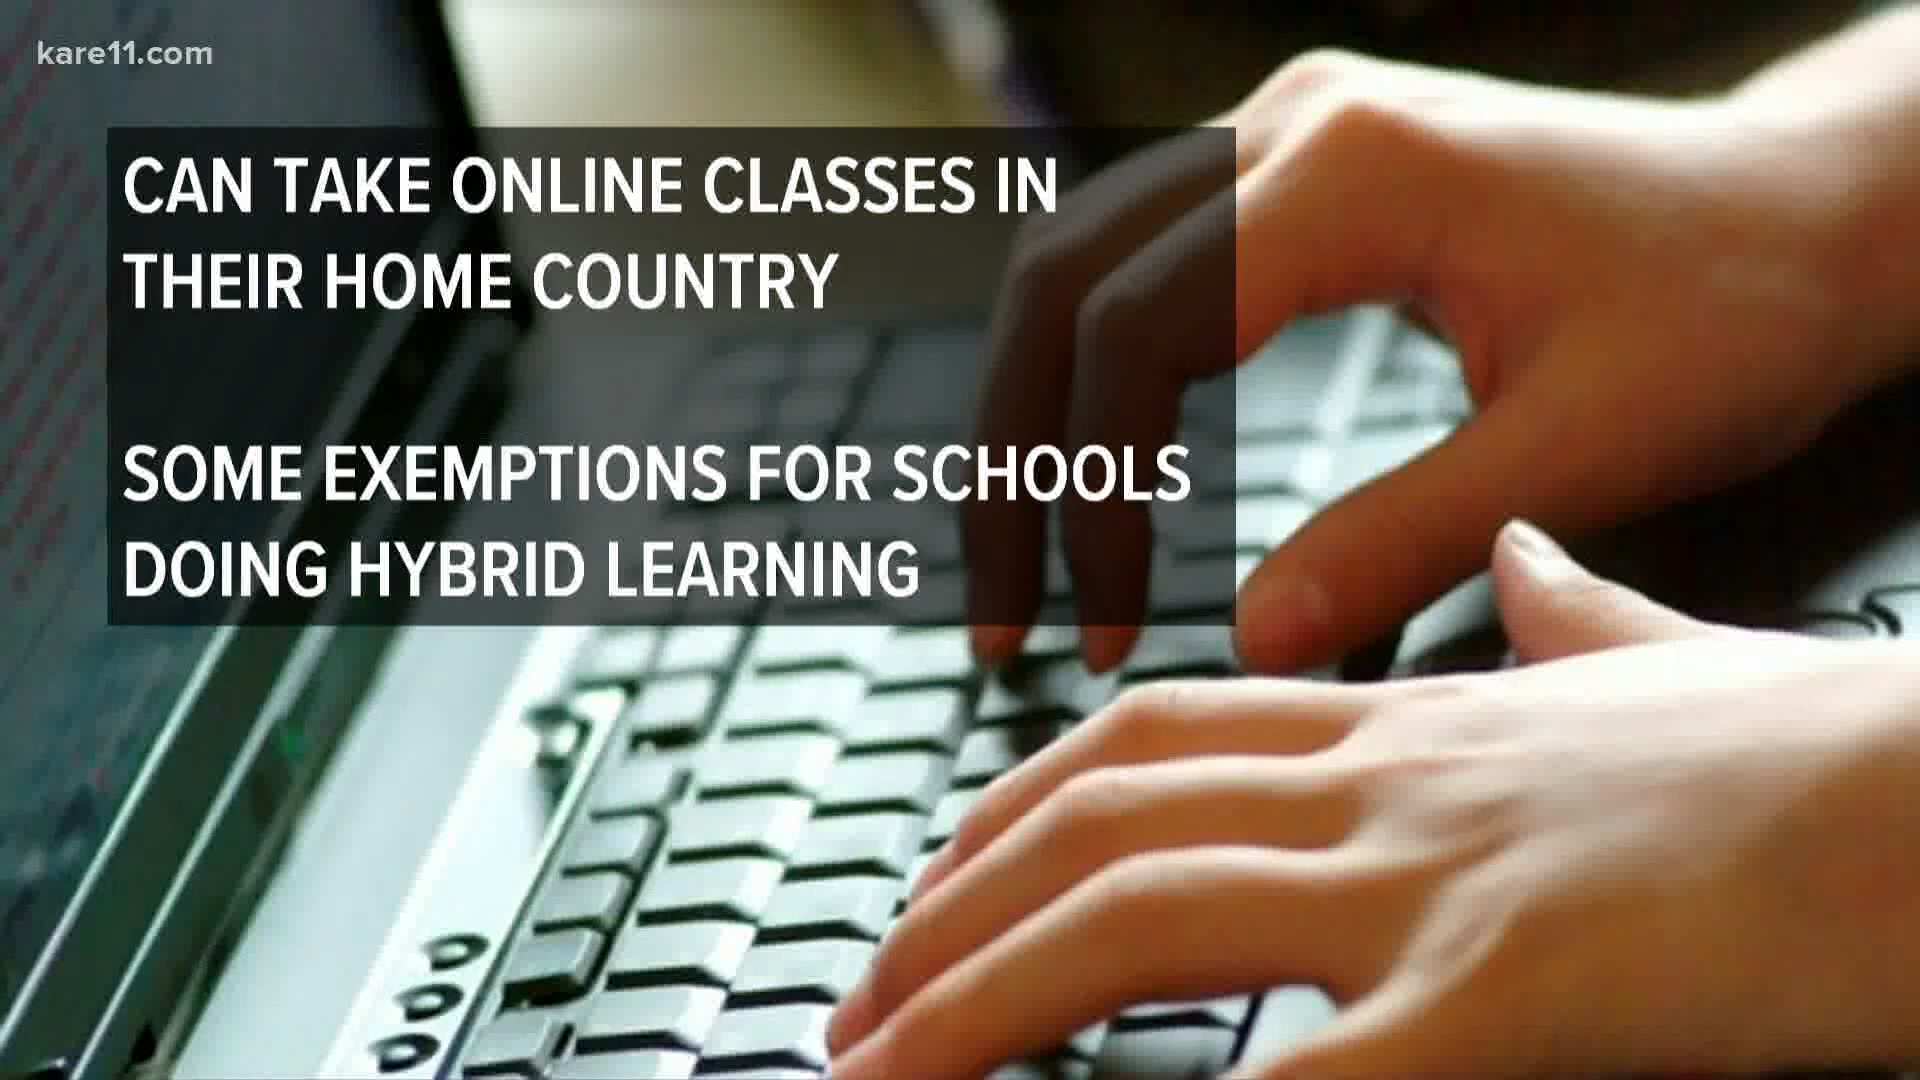 kare11.com
CAN TAKE ONLINE CLASSES IN
THEIR HOME COUNTRY
SOME EXEMPTIONS FOR SCHOOLS
DOING HYBRID LEARNING